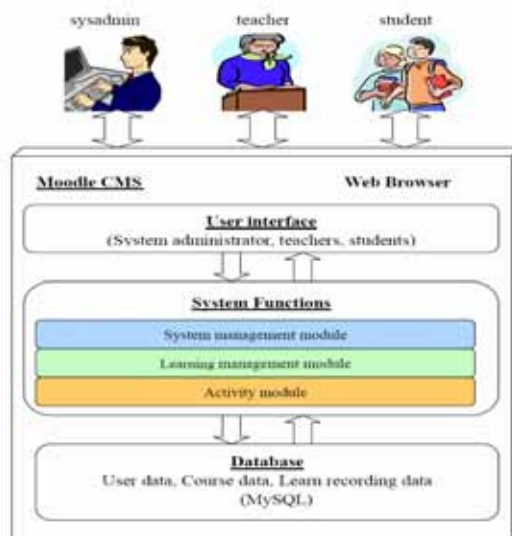 sysadmin teacher student
Moodle CMS Web Browser
User interface
(System administrator, teachers, students)
System Functions
System management module
Learning management module
Activity module
Database
User data, Course data, Learn recording data
(MySQL)